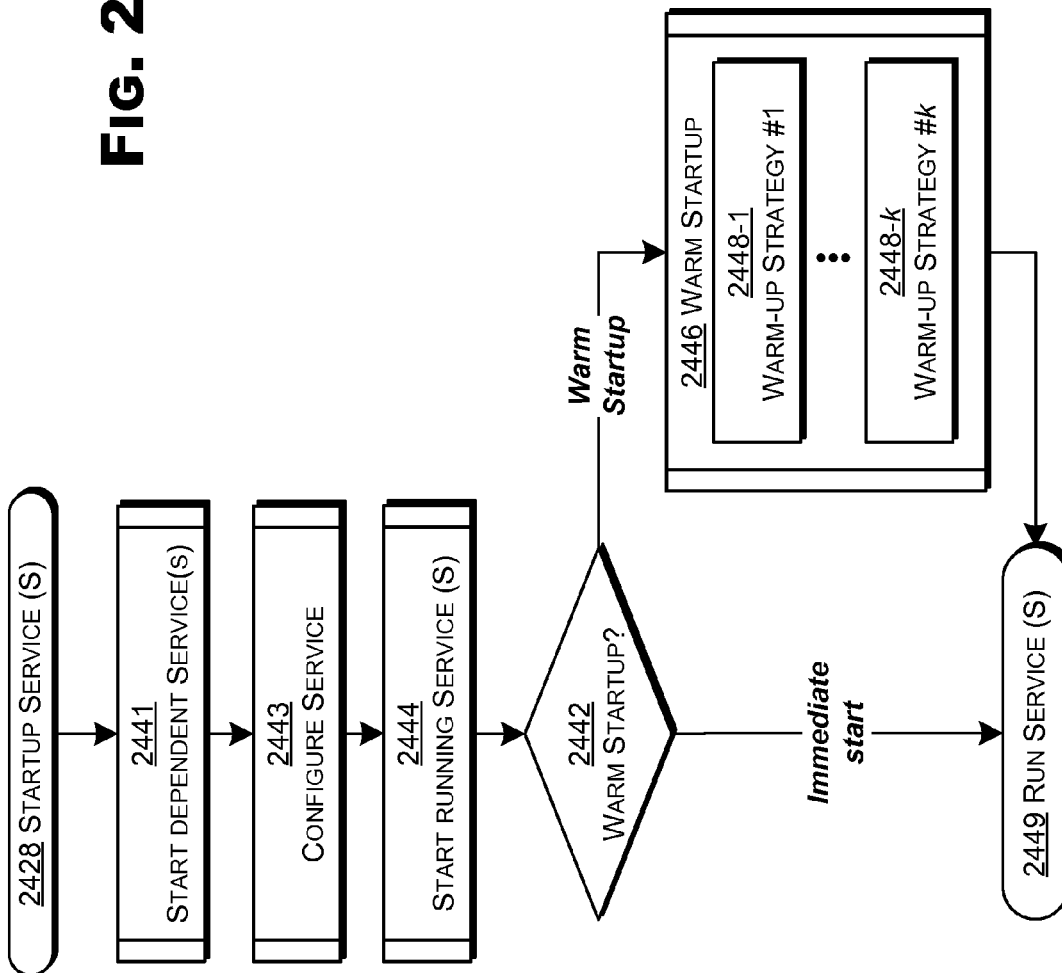 FIG. 2
2428 STARTUP SERVICE (S)
2441
START DEPENDENT SERVICE(S)
2443
CONFIGURE SERVICE
2444
START RUNNING SERVICE (S)
2442
WARM STARTUP?
Warm
Startup
2446 WARM STARTUP
2448-1
WARM-UP STRATEGY #1
•••
2448-k
WARM-UP STRATEGY #k
Immediate
start
2449 RUN SERVICE (S)